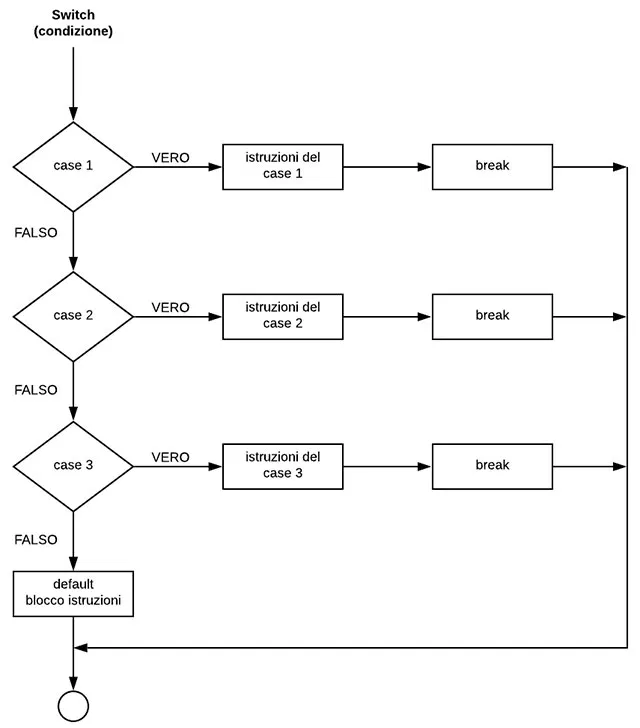 Switch
(condizione)
case 1
VERO
istruzioni del
case 1
break
FALSO
case 2
VERO
istruzioni del
case 2
break
FALSO
case 3
VERO
istruzioni del
case 3
break
FALSO
default
blocco istruzioni